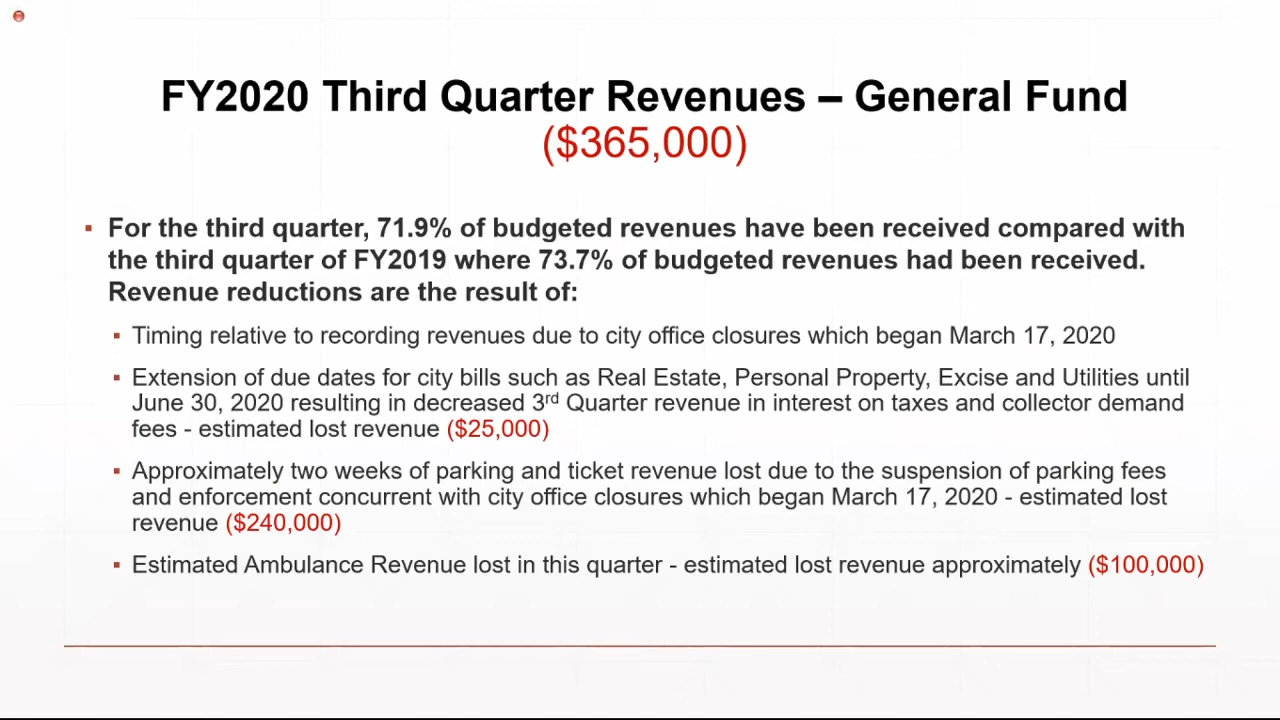 FY2020 Third Quarter Revenues – General Fund
($365,000)
▪ For the third quarter, 71.9% of budgeted revenues have been received compared with
the third quarter of FY2019 where 73.7% of budgeted revenues had been received.
Revenue reductions are the result of:
▪ Timing relative to recording revenues due to city office closures which began March 17, 2020
▪ Extension of due dates for city bills such as Real Estate, Personal Property, Excise and Utilities until
June 30, 2020 resulting in decreased 3rd Quarter revenue in interest on taxes and collector demand
fees - estimated lost revenue ($25,000)
▪ Approximately two weeks of parking and ticket revenue lost due to the suspension of parking fees
and enforcement concurrent with city office closures which began March 17, 2020 - estimated lost
revenue ($240,000)
▪ Estimated Ambulance Revenue lost in this quarter - estimated lost revenue approximately ($100,000)